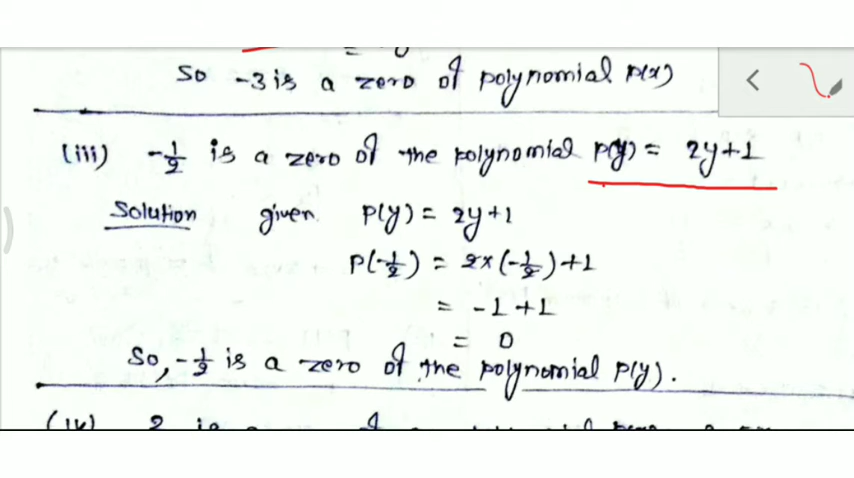 So -3 is a zero of polynomial p(x)
(iii) -1/2 is a zero of the polynomial p(y) = 2y+1
Solution given p(y) = 2y+1
P(-1/2) = 2×(-1/2)+1
= -1+1
= 0
So, -1/2 is a zero of the polynomial p(y).